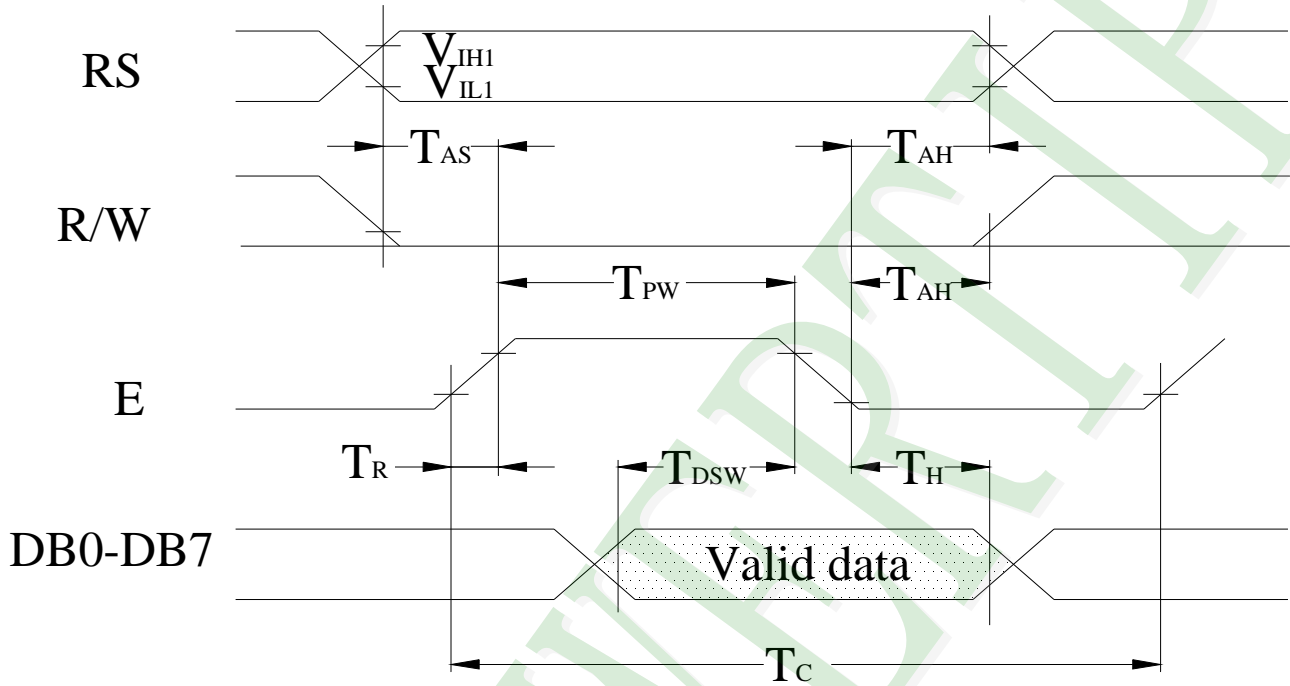 RS
VIH1
VIL1
TAS
TAH
R/W
TPW
TAH
E
TR
TDSW
TH
DB0-DB7
Valid data
TC